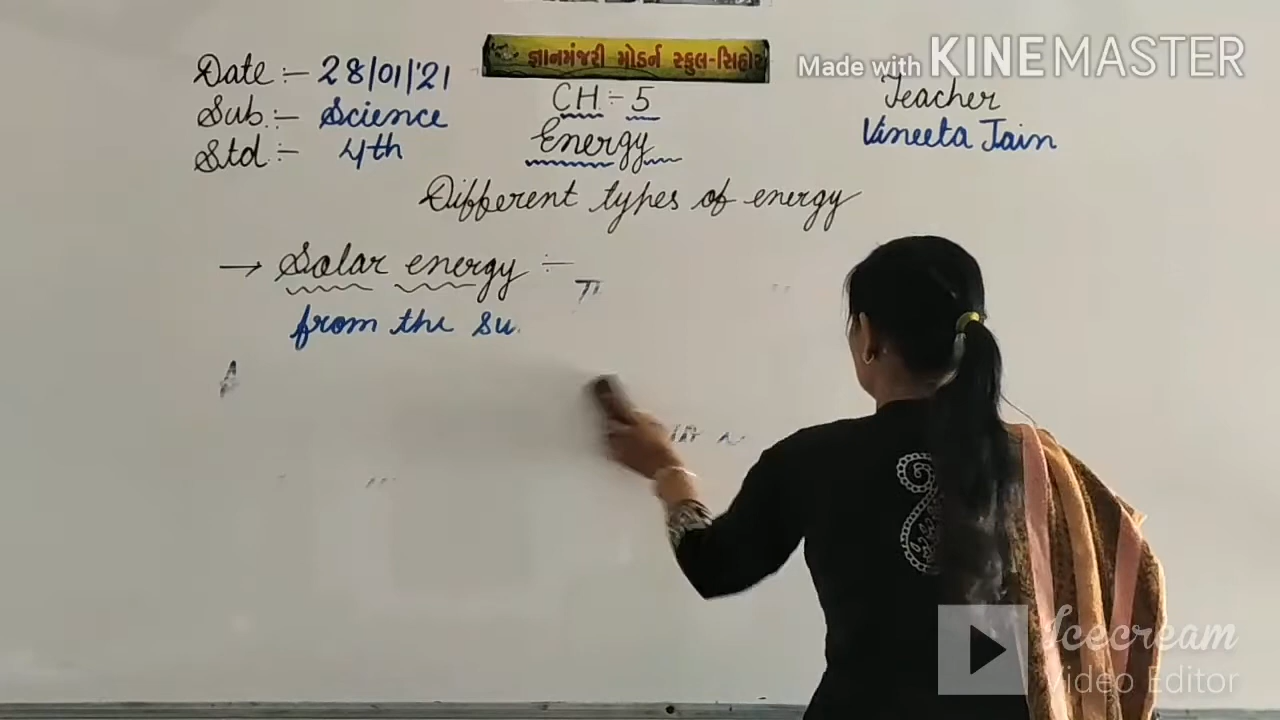 જ્ઞાનમંજરી મોડર્ન સ્કુલ-સિહોર
Made with KINEMASTER
Date :- 28/01/'21
CH :- 5
Teacher
Sub :- Science
Energy
Vineeta Jain
Std :- 4th
Different types of energy
→ Solar energy :-
from the su
Icecream
Video Editor